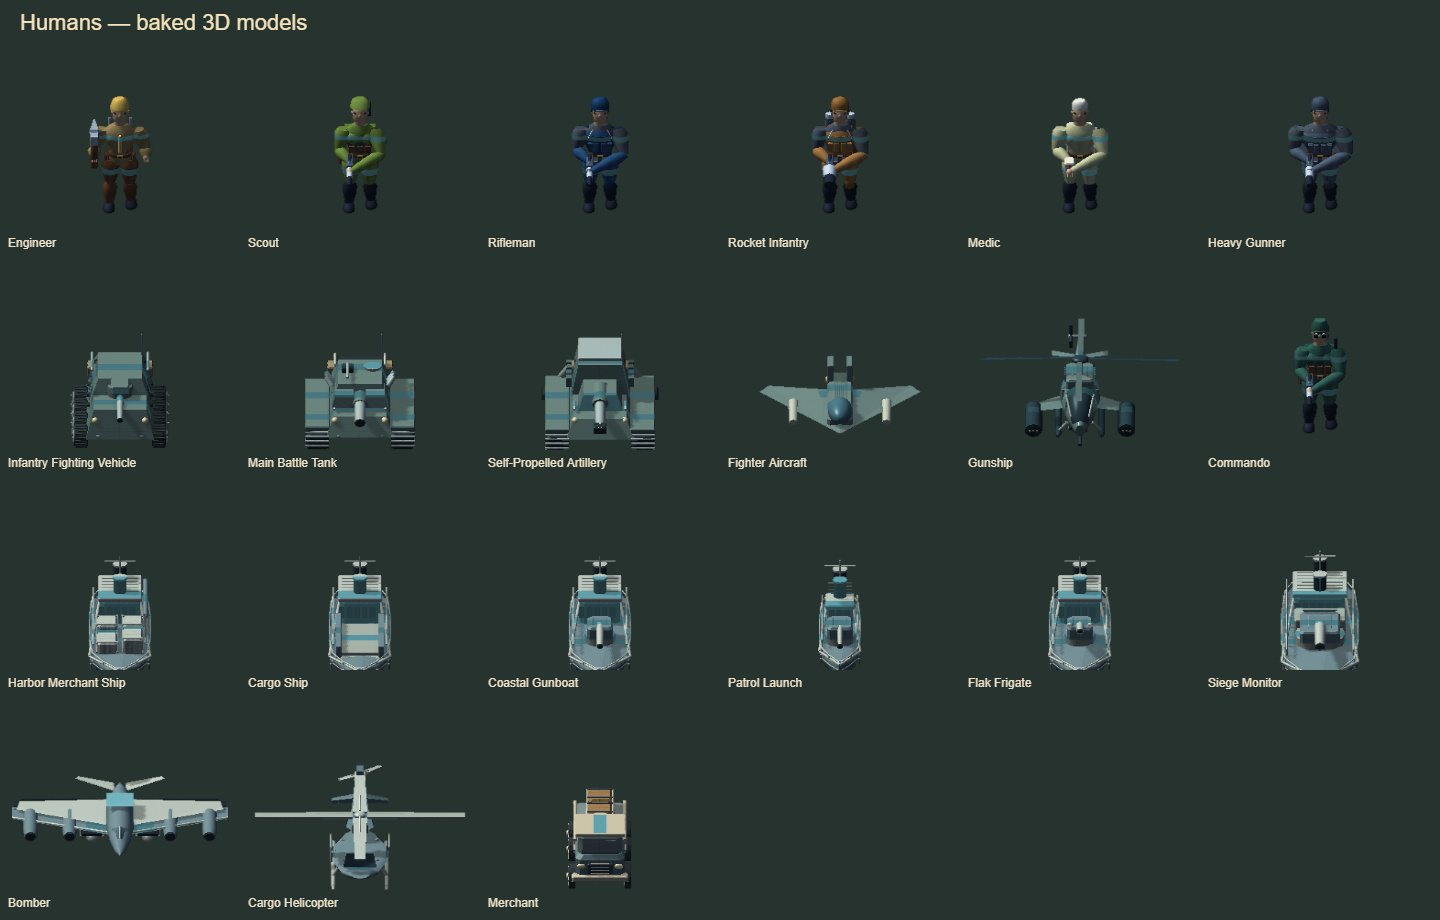 Humans — baked 3D models
Engineer
Scout
Rifleman
Rocket Infantry
Medic
Heavy Gunner
Infantry Fighting Vehicle
Main Battle Tank
Self-Propelled Artillery
Fighter Aircraft
Gunship
Commando
Harbor Merchant Ship
Cargo Ship
Coastal Gunboat
Patrol Launch
Flak Frigate
Siege Monitor
Bomber
Cargo Helicopter
Merchant